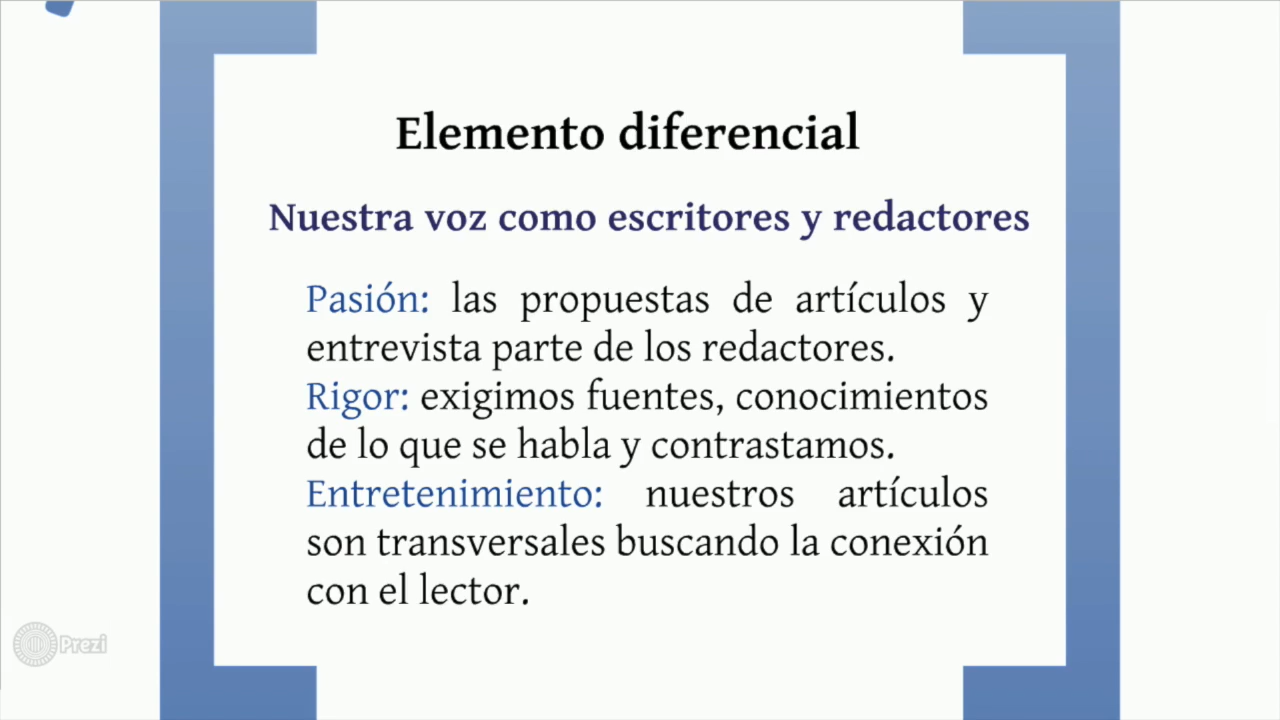 Elemento diferencial
Nuestra voz como escritores y redactores
Pasión: las propuestas de artículos y
entrevista parte de los redactores.
Rigor: exigimos fuentes, conocimientos
de lo que se habla y contrastamos.
Entretenimiento: nuestros artículos
son transversales buscando la conexión
con el lector.
Prezi